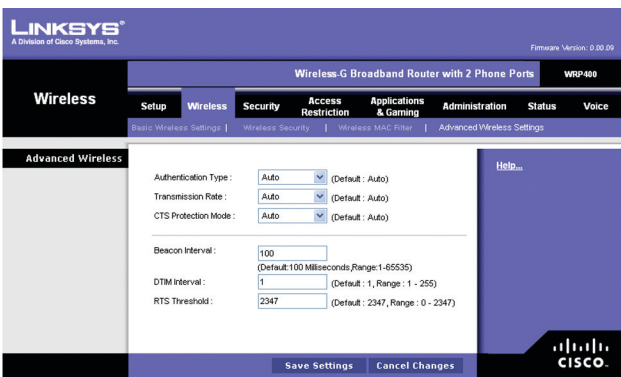 LINKSYS®
A Division of Cisco Systems, Inc.
Firmware Version: 0.00.09
Wireless-G Broadband Router with 2 Phone Ports WRP400
Wireless
Setup Wireless Security Access Restriction Applications & Gaming Administration Status Voice
Basic Wireless Settings | Wireless Security | Wireless MAC Filter | Advanced Wireless Settings
Advanced Wireless
Help...
Authentication Type : Auto (Default : Auto)
Transmission Rate : Auto (Default : Auto)
CTS Protection Mode : Auto (Default : Auto)
Beacon Interval : 100
(Default:100 Milliseconds,Range:1-65535)
DTIM Interval : 1 (Default : 1, Range : 1 - 255)
RTS Threshold : 2347 (Default : 2347, Range : 0 - 2347)
Save Settings Cancel Changes
CISCO